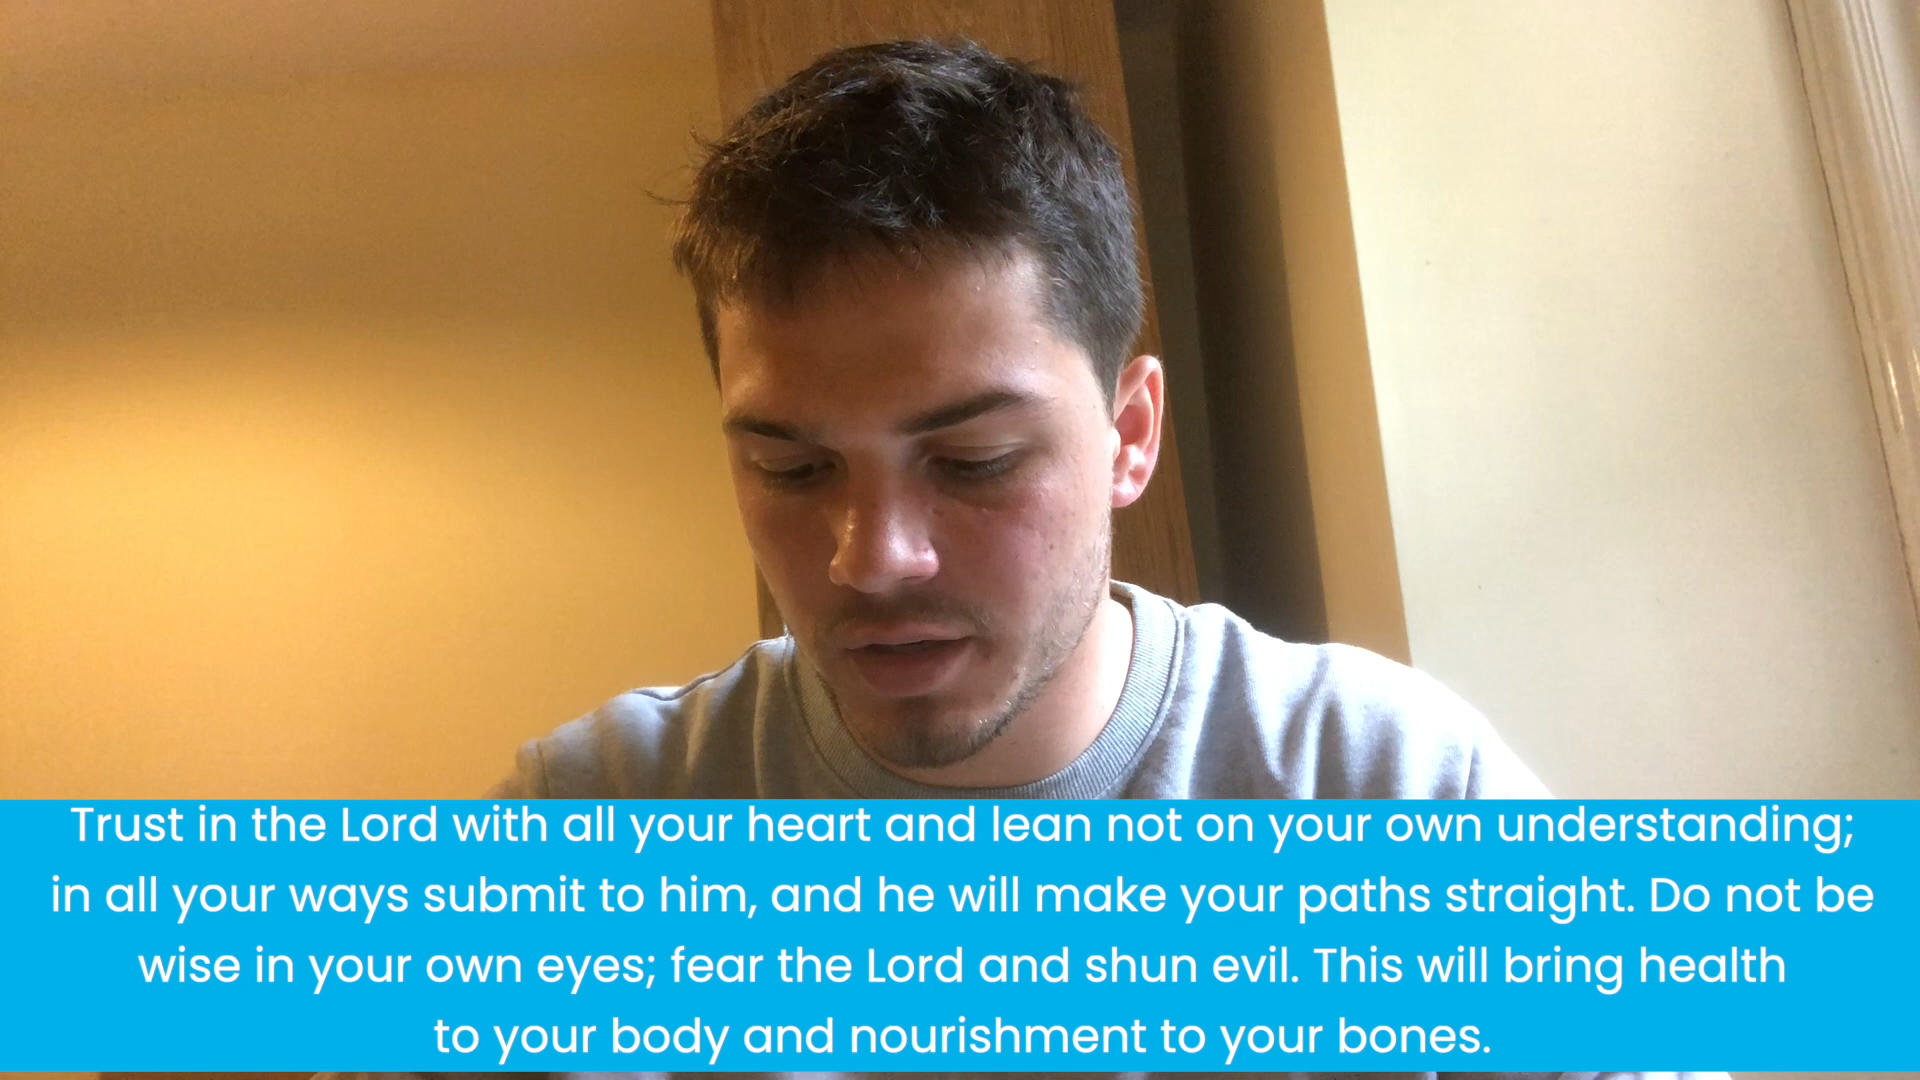 Trust in the Lord with all your heart and lean not on your own understanding;
in all your ways submit to him, and he will make your paths straight. Do not be
wise in your own eyes; fear the Lord and shun evil. This will bring health
to your body and nourishment to your bones.